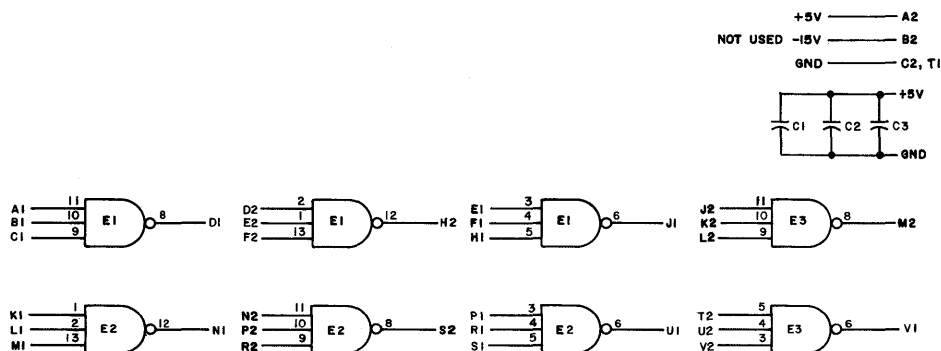 +5V A2
NOT USED -15V B2
GND C2, T1
+5V
C1 C2 C3
GND
A1 11 B1 10 C1 9 E1 8 D1
D2 2 E2 1 F2 13 E1 12 H2
E1 3 F1 4 H1 5 E1 6 J1
J2 11 K2 10 L2 9 E3 8 M2
K1 1 L1 2 M1 13 E2 12 N1
N2 11 P2 10 R2 9 E2 8 S2
P1 3 R1 4 S1 5 E2 6 U1
T2 5 U2 4 V2 3 E3 6 V1